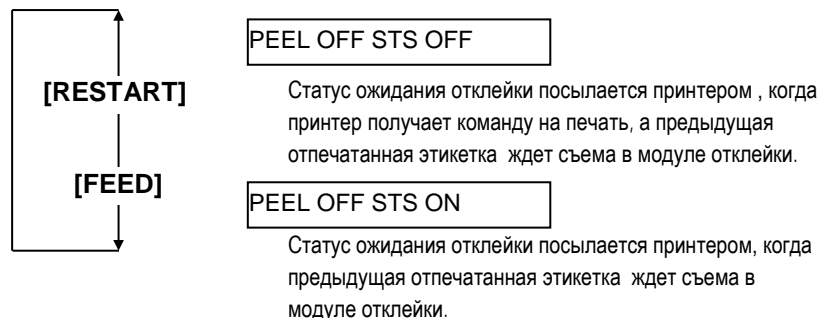 PEEL OFF STS OFF
[RESTART]
Статус ожидания отклейки посылается принтером , когда
принтер получает команду на печать, а предыдущая
отпечатанная этикетка ждет съема в модуле отклейки.
[FEED]
PEEL OFF STS ON
Статус ожидания отклейки посылается принтером, когда
предыдущая отпечатанная этикетка ждет съема в
модуле отклейки.